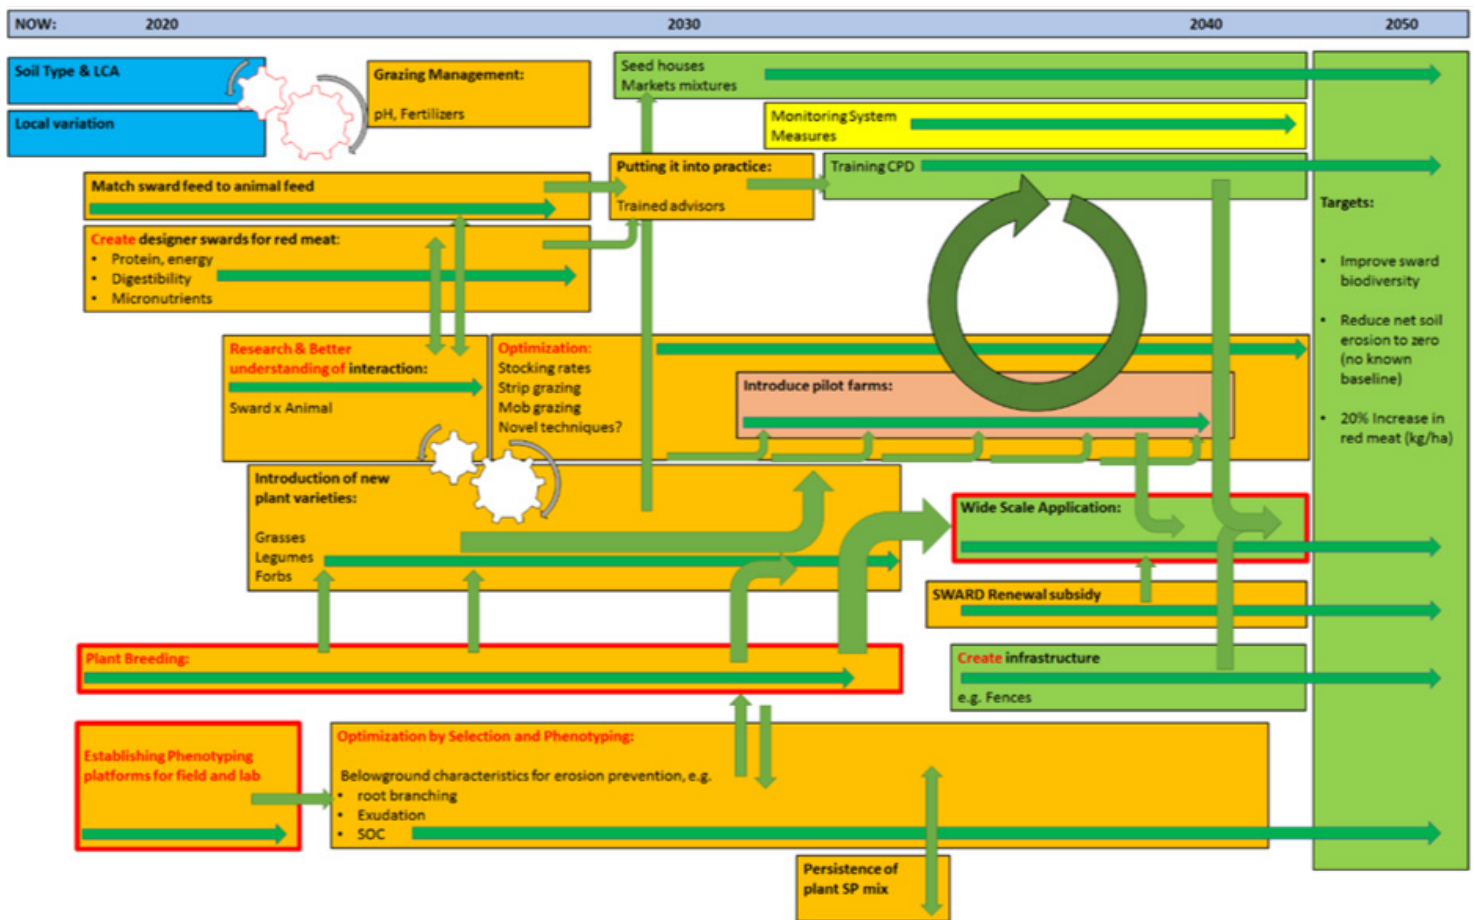 NOW: 2020 2030 2040 2050
Soil Type & LCA
Local variation
Grazing Management:
pH, Fertilizers
Seed houses
Markets mixtures
Monitoring System
Measures
Match sward feed to animal feed
Putting it into practice:
Trained advisors
Training CPD
Create designer swards for red meat:
• Protein, energy
• Digestibility
• Micronutrients
Targets:
• Improve sward
biodiversity
• Reduce net soil
erosion to zero
(no known
baseline)
• 20% Increase in
red meat (kg/ha)
Research & Better
understanding of interaction:
Sward x Animal
Optimization:
Stocking rates
Strip grazing
Mob grazing
Novel techniques?
Introduce pilot farms:
Introduction of new
plant varieties:
Grasses
Legumes
Forbs
Wide Scale Application:
SWARD Renewal subsidy
Plant Breeding:
Create infrastructure
e.g. Fences
Establishing Phenotyping
platforms for field and lab
Optimization by Selection and Phenotyping:
Belowground characteristics for erosion prevention, e.g.
• root branching
• Exudation
• SOC
Persistence of
plant SP mix